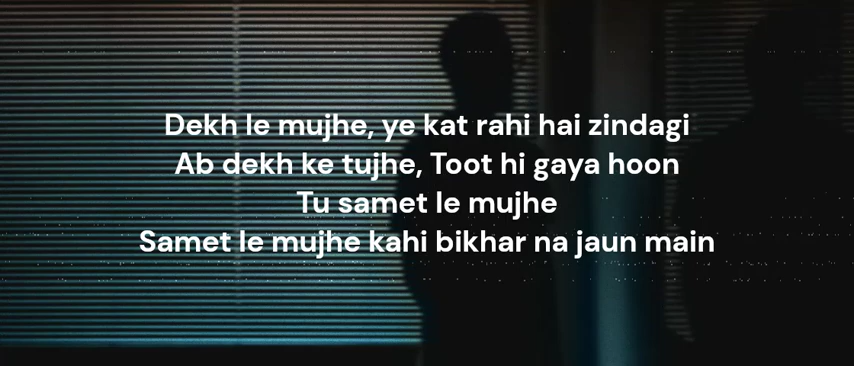 Dekh le mujhe, ye kat rahi hai zindagi
Ab dekh ke tujhe, Toot hi gaya hoon
Tu samet le mujhe
Samet le mujhe kahi bikhar na jaun main